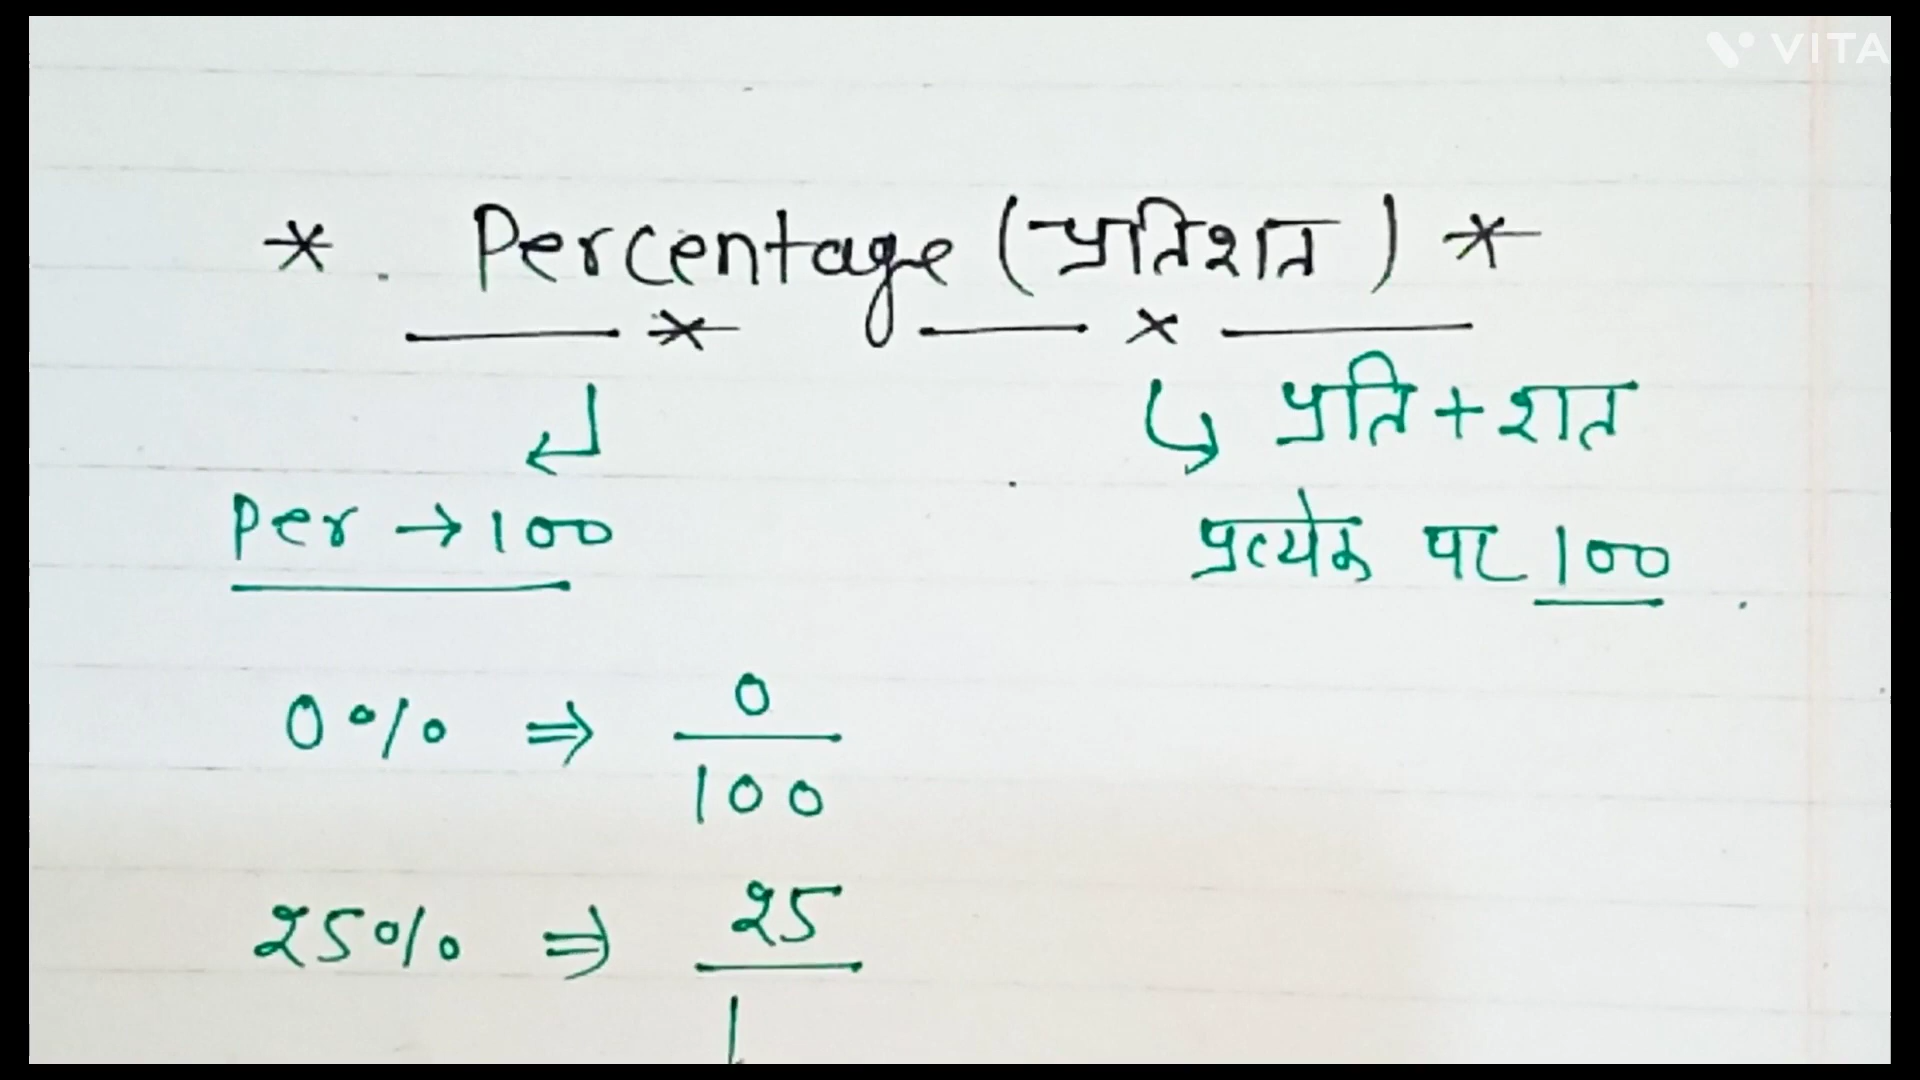 VITA
* . Percentage (प्रतिशत) *
Per → 100
प्रति + शत
प्रत्येक पर 100
0% ⇒ 0
100
25% ⇒ 25
1